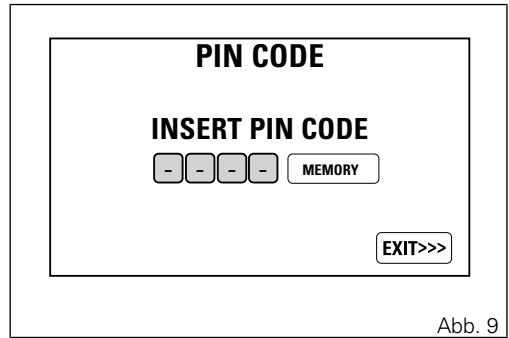 PIN CODE
INSERT PIN CODE
- - - - MEMORY
EXIT>>>
Abb. 9